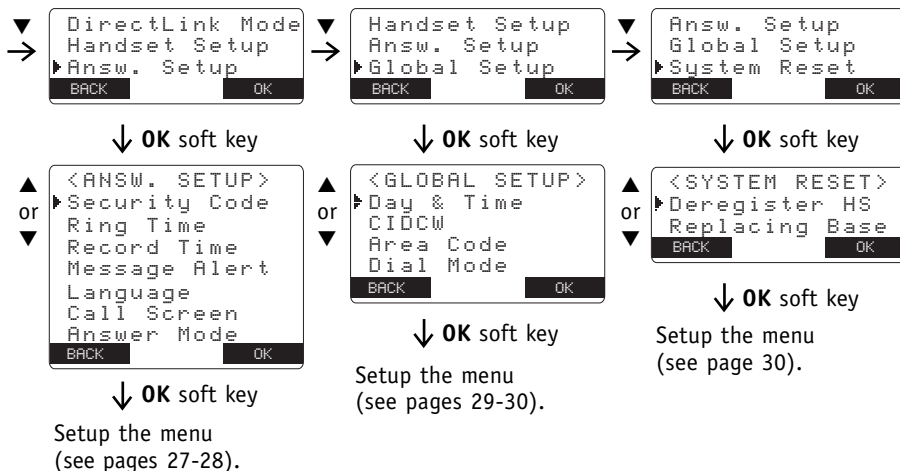 DirectLink Mode
Handset Setup
▶Answ. Setup
BACK OK
↓ OK soft key
<ANSW. SETUP>
▲
or
▼
▶Security Code
Ring Time
Record Time
Message Alert
Language
Call Screen
Answer Mode
BACK OK
↓ OK soft key
Setup the menu
(see pages 27-28).
▼
→
Handset Setup
Answ. Setup
▶Global Setup
BACK OK
↓ OK soft key
<GLOBAL SETUP>
▲
or
▼
▶Day & Time
CIDCW
Area Code
Dial Mode
BACK OK
↓ OK soft key
Setup the menu
(see pages 29-30).
▼
→
Answ. Setup
Global Setup
▶System Reset
BACK OK
↓ OK soft key
<SYSTEM RESET>
▲
or
▼
▶Deregister HS
Replacing Base
BACK OK
↓ OK soft key
Setup the menu
(see page 30).